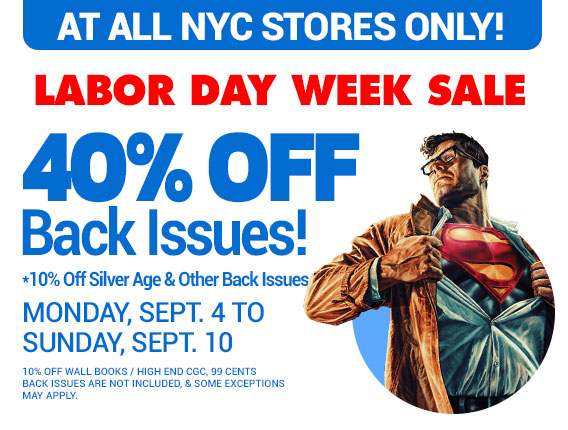 AT ALL NYC STORES ONLY!
LABOR DAY WEEK SALE
40% OFF
Back Issues!
*10% Off Silver Age & Other Back Issues
MONDAY, SEPT. 4 TO
SUNDAY, SEPT. 10
10% OFF WALL BOOKS / HIGH END CGC, 99 CENTS
BACK ISSUES ARE NOT INCLUDED, & SOME EXCEPTIONS
MAY APPLY.